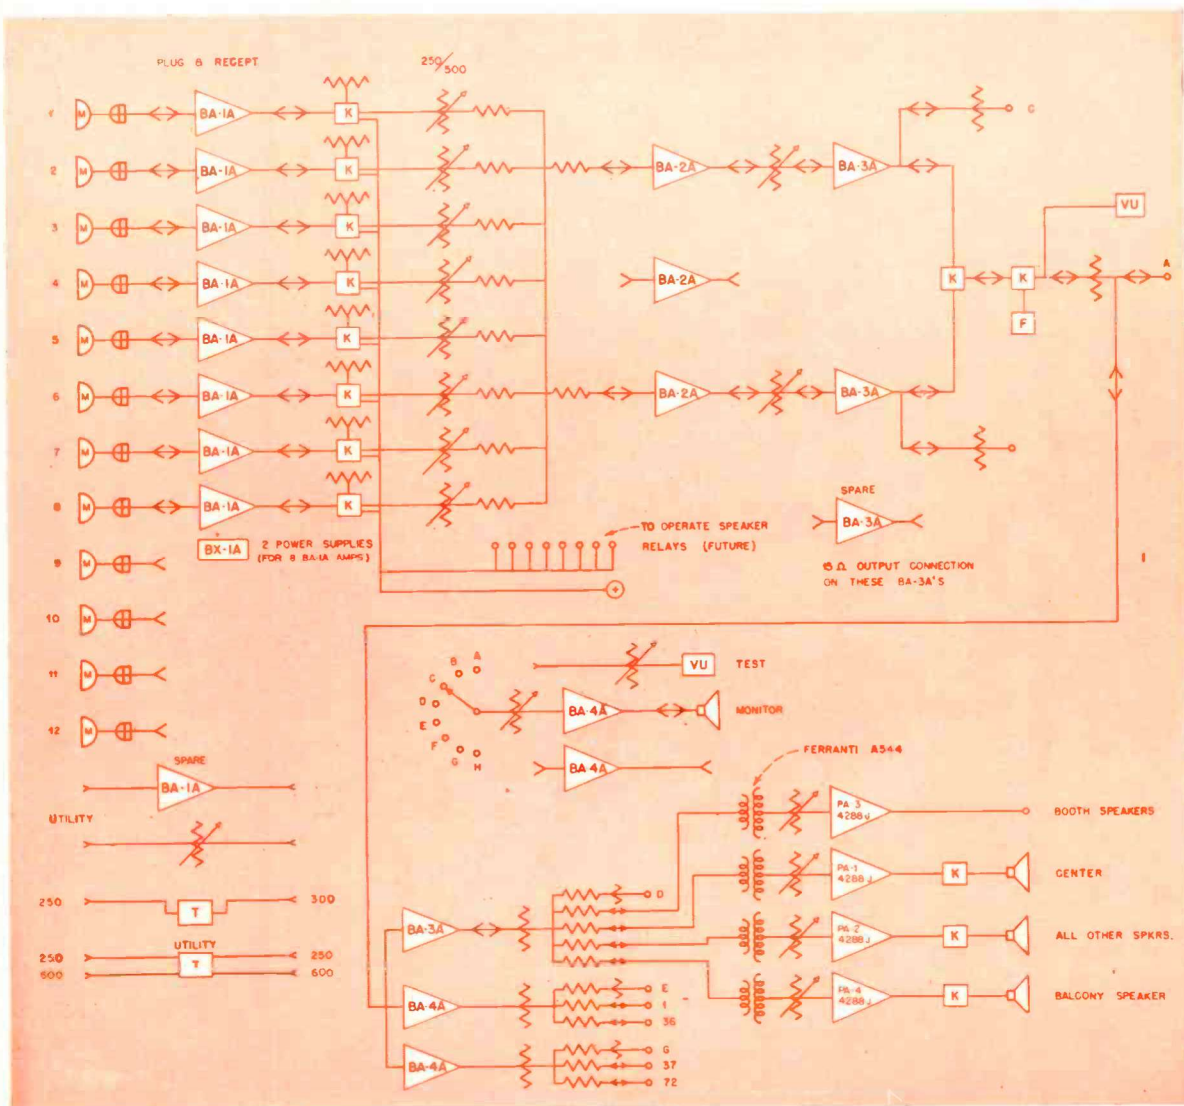 PLUG & RECEPT
250/500
1 M BA-1A K
C
2 M BA-1A K BA-2A BA-3A
3 M BA-1A K
VU
4 M BA-1A K BA-2A K K A
F
5 M BA-1A K
6 M BA-1A K BA-2A BA-3A
7 M BA-1A K
8 M BA-1A K
SPARE
BA-3A
BX-1A 2 POWER SUPPLIES
(FOR 8 BA-1A AMPS)
TO OPERATE SPEAKER
RELAYS (FUTURE)
+
OUTPUT CONNECTION
ON THESE BA-3A'S
9 M
10 M
11 M
12 M
A
B
C
D
E
F
G
H
VU TEST
BA-4A MONITOR
BA-4A
SPARE
BA-1A
UTILITY
250 T 300
UTILITY
250 T 250
600 600
FERRANTI A544
PA-3
4288J
BOOTH SPEAKERS
PA-1
4288J
K CENTER
PA-2
4288J
K ALL OTHER SPKRS.
PA-4
4288J
K BALCONY SPEAKER
BA-3A
D
BA-4A
E
1
36
BA-4A
G
37
72